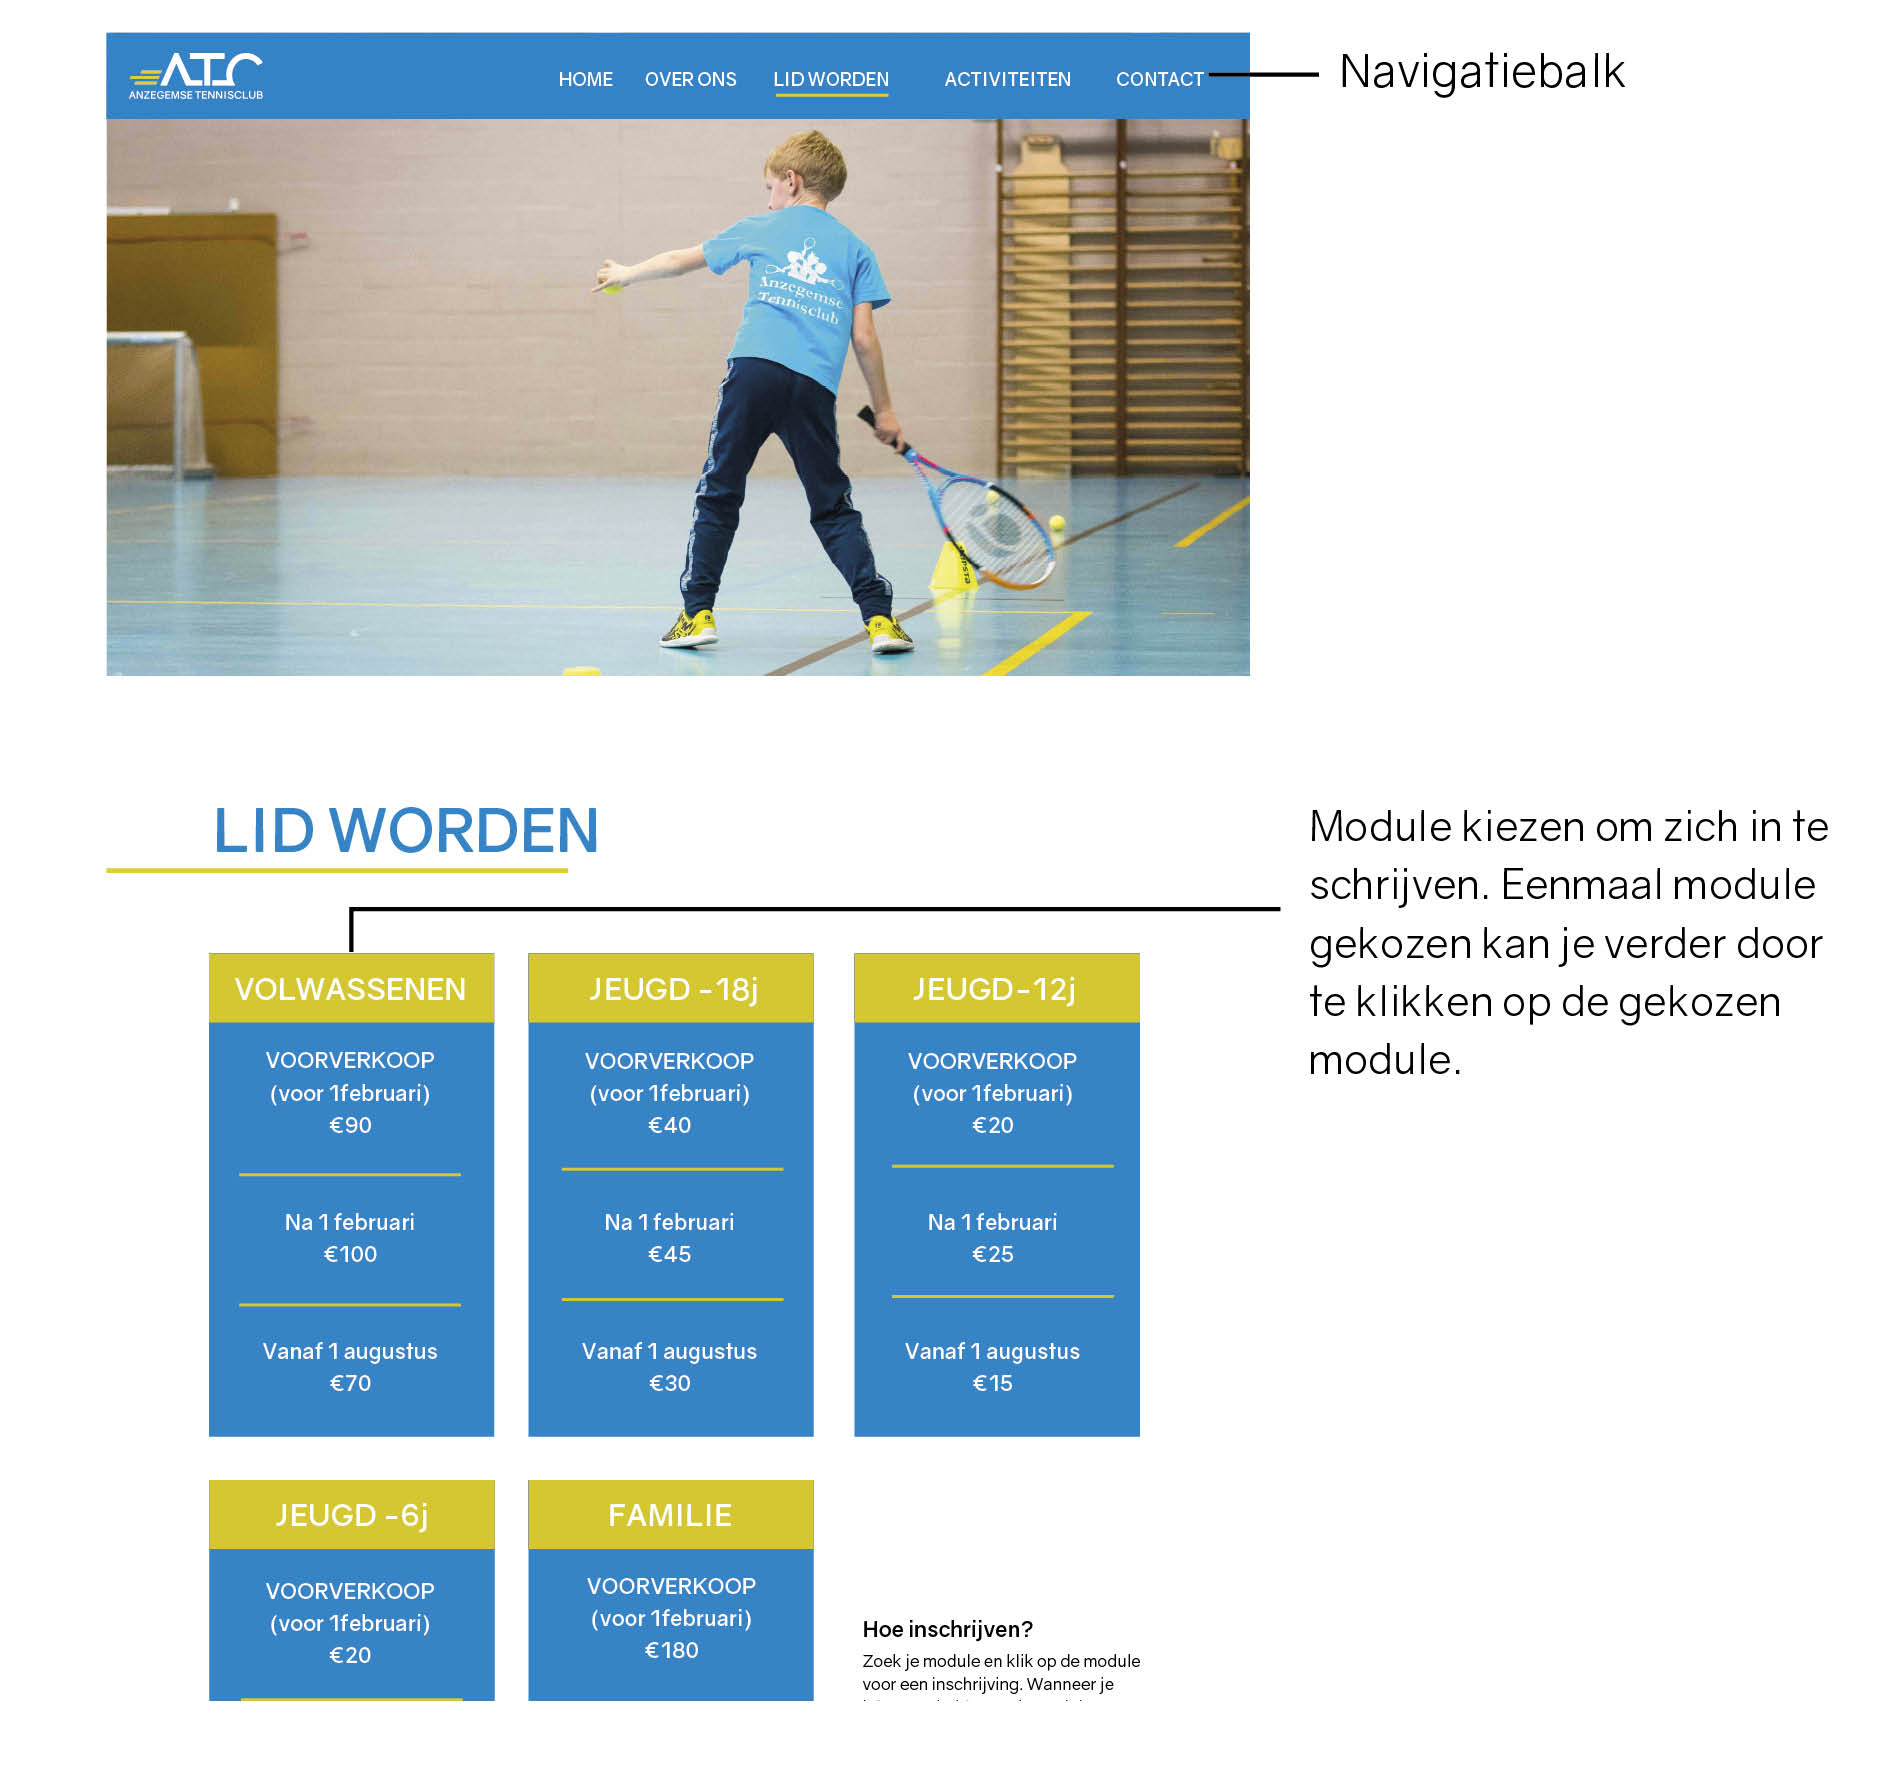 ATC
ANZEGEMSE TENNISCLUB
HOME OVER ONS LID WORDEN ACTIVITEITEN CONTACT
Navigatiebalk
Anzegemse
Tennisclub
LID WORDEN
Module kiezen om zich in te
schrijven. Eenmaal module
gekozen kan je verder door
te klikken op de gekozen
module.
VOLWASSENEN
VOORVERKOOP
(voor 1februari)
€90
Na 1 februari
€100
Vanaf 1 augustus
€70
JEUGD -18j
VOORVERKOOP
(voor 1februari)
€40
Na 1 februari
€45
Vanaf 1 augustus
€30
JEUGD-12j
VOORVERKOOP
(voor 1februari)
€20
Na 1 februari
€25
Vanaf 1 augustus
€15
JEUGD -6j
VOORVERKOOP
(voor 1februari)
€20
FAMILIE
VOORVERKOOP
(voor 1februari)
€180
Hoe inschrijven?
Zoek je module en klik op de module
voor een inschrijving. Wanneer je